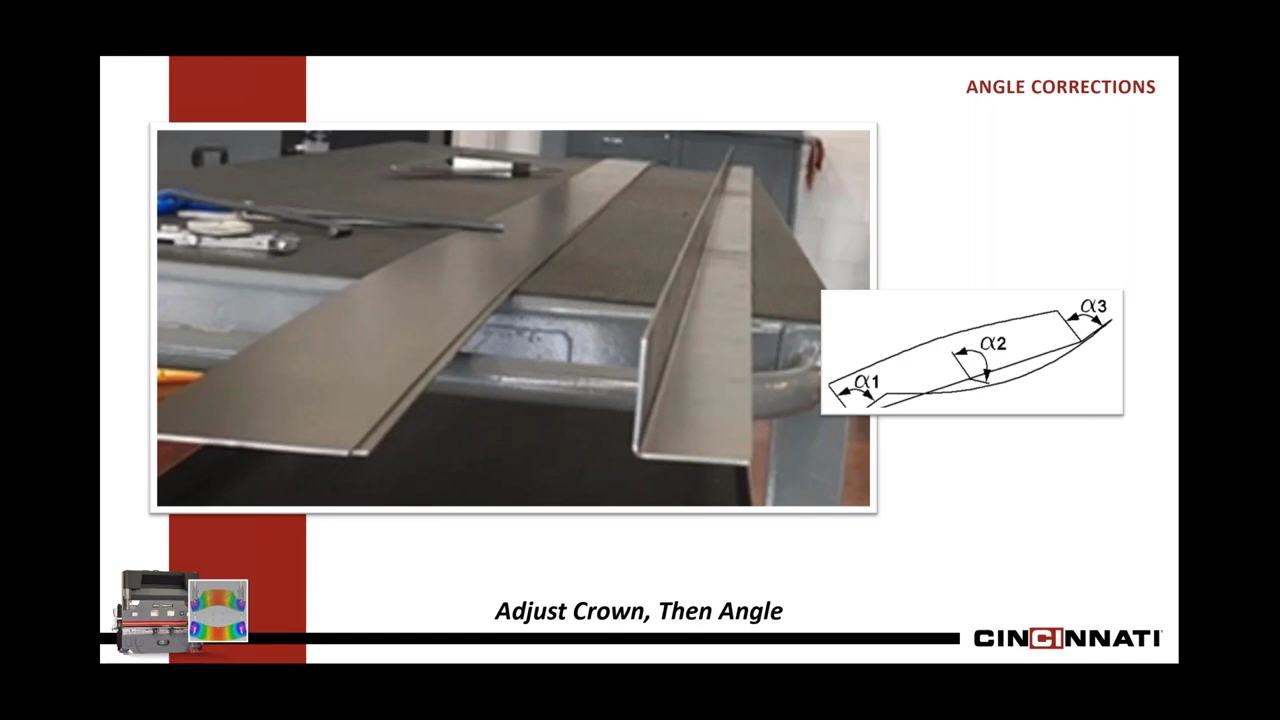 ANGLE CORRECTIONS
α3
α2
α1
Adjust Crown, Then Angle
CINCINNATI